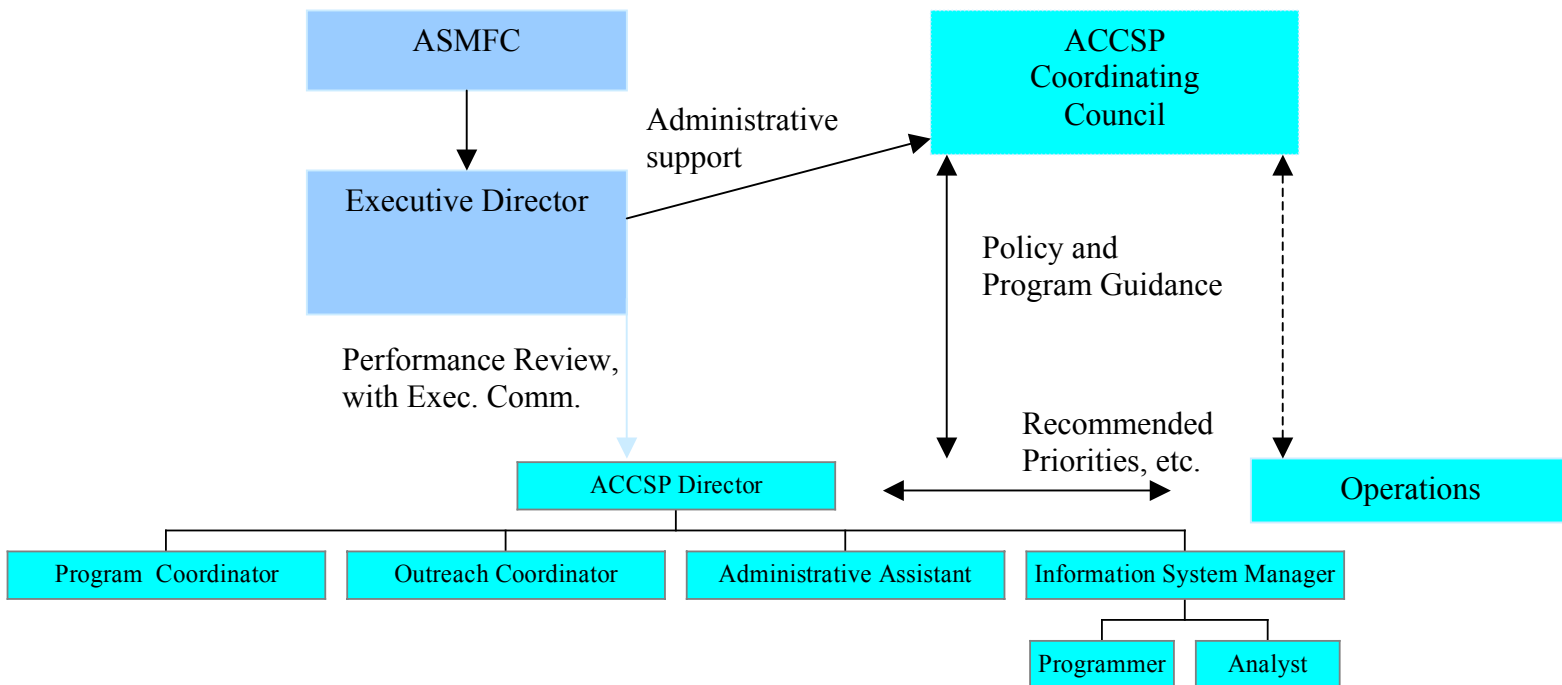 ASMFC
ACCSP
Coordinating
Council
Administrative
support
Executive Director
Policy and
Program Guidance
Performance Review,
with Exec. Comm.
Recommended
Priorities, etc.
ACCSP Director
Operations
Program  Coordinator
Outreach Coordinator
Administrative Assistant
Information System Manager
Programmer
Analyst